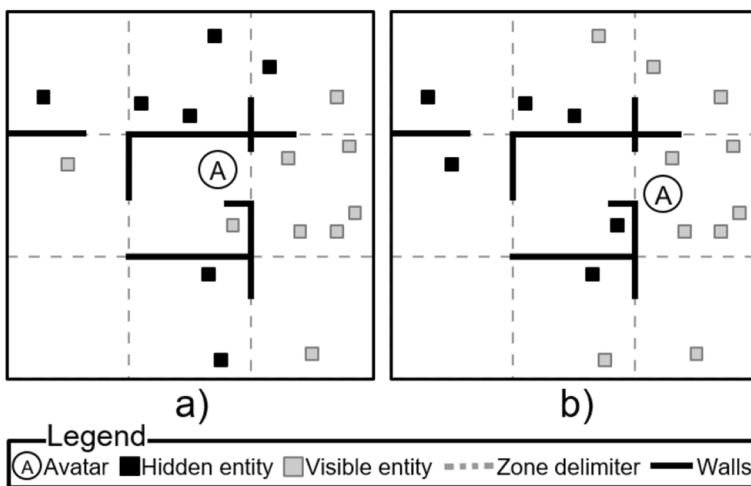 A
A
a)
b)
Legend
A Avatar Hidden entity Visible entity Zone delimiter Walls